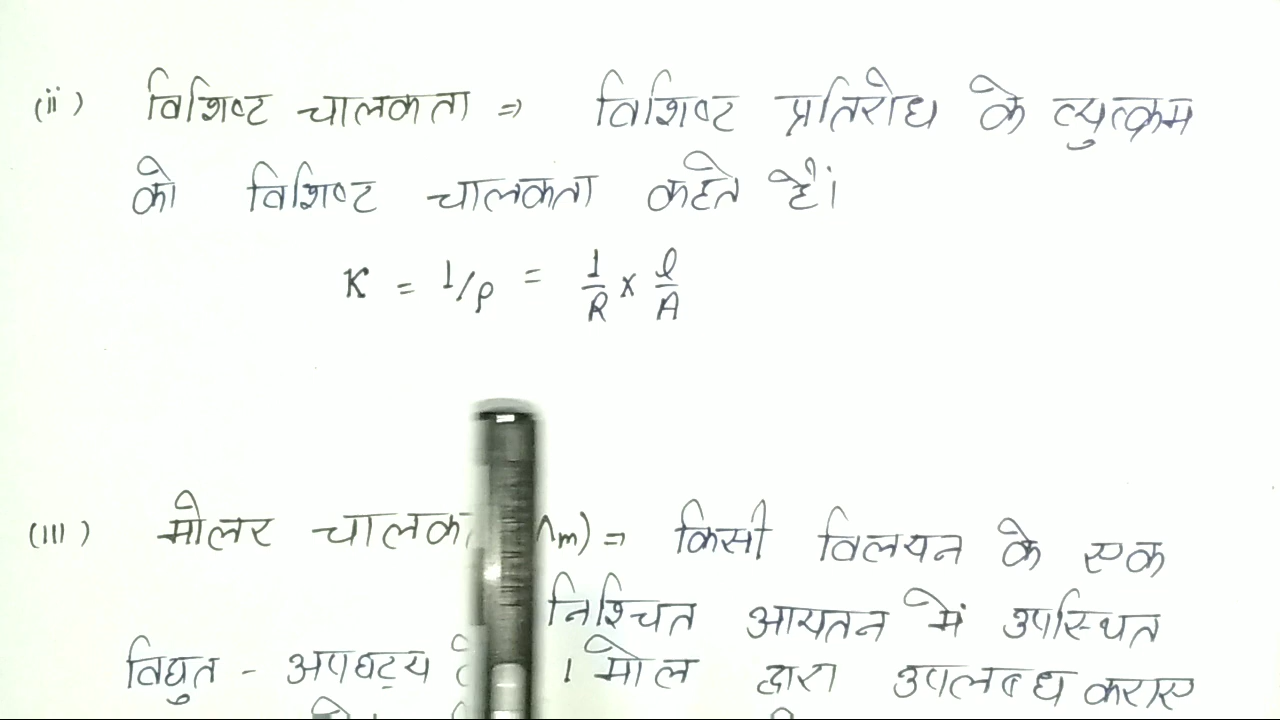 (ii) विशिष्ट चालकता ⇒ विशिष्ट प्रतिरोध के व्युत्क्रम
को विशिष्ट चालकता कहते हैं।
K = 1/ρ = 1/R × l/A
(III) मोलर चालक m) ⇒ किसी विलयन के एक
निश्चित आयतन में उपस्थित
विद्युत - अपघट्य 1 मोल द्वारा उपलब्ध कराए